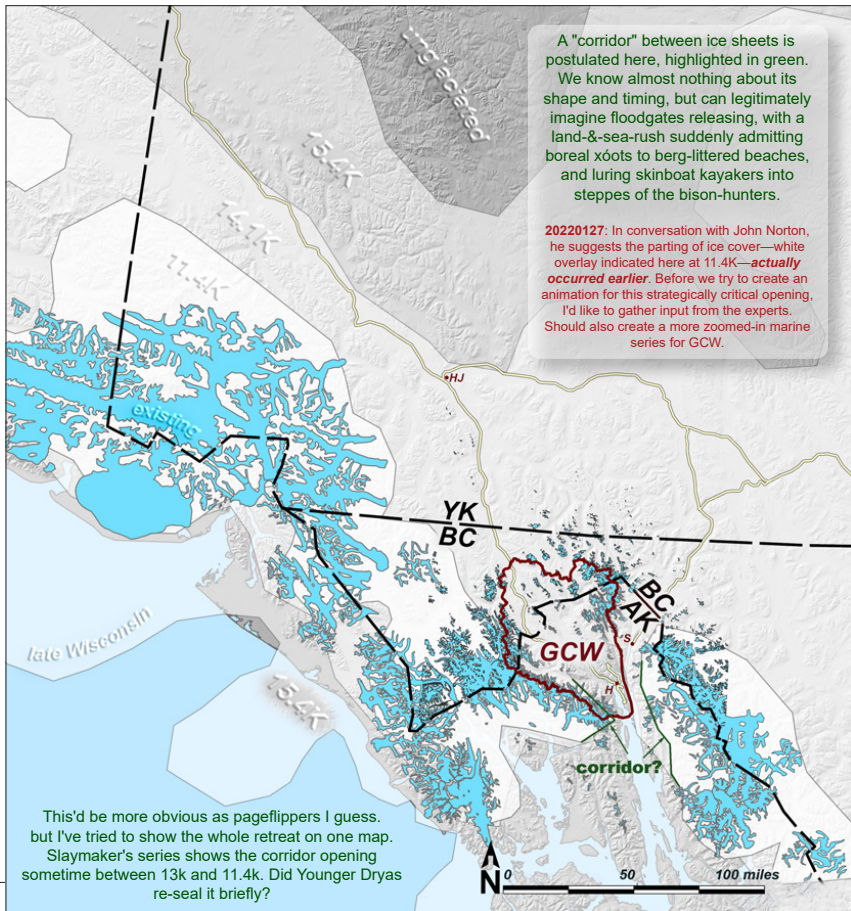 A "corridor" between ice sheets is
postulated here, highlighted in green.
We know almost nothing about its
shape and timing, but can legitimately
imagine floodgates releasing, with a
land-&-sea-rush suddenly admitting
boreal xóots to berg-littered beaches,
and luring skinboat kayakers into
steppes of the bison-hunters.
20220127: In conversation with John Norton,
he suggests the parting of ice cover—white
overlay indicated here at 11.4K—actually
occurred earlier. Before we try to create an
animation for this strategically critical opening,
I'd like to gather input from the experts.
Should also create a more zoomed-in marine
series for GCW.
unglaciated
15.4K
14.1K
11.4K
existing
HJ
YK
BC
BC
AK
S
GCW
H
late Wisconsin
15.4K
corridor?
This'd be more obvious as pageflippers I guess.
but I've tried to show the whole retreat on one map.
Slaymaker's series shows the corridor opening
sometime between 13k and 11.4k. Did Younger Dryas
re-seal it briefly?
N
0 50 100 miles